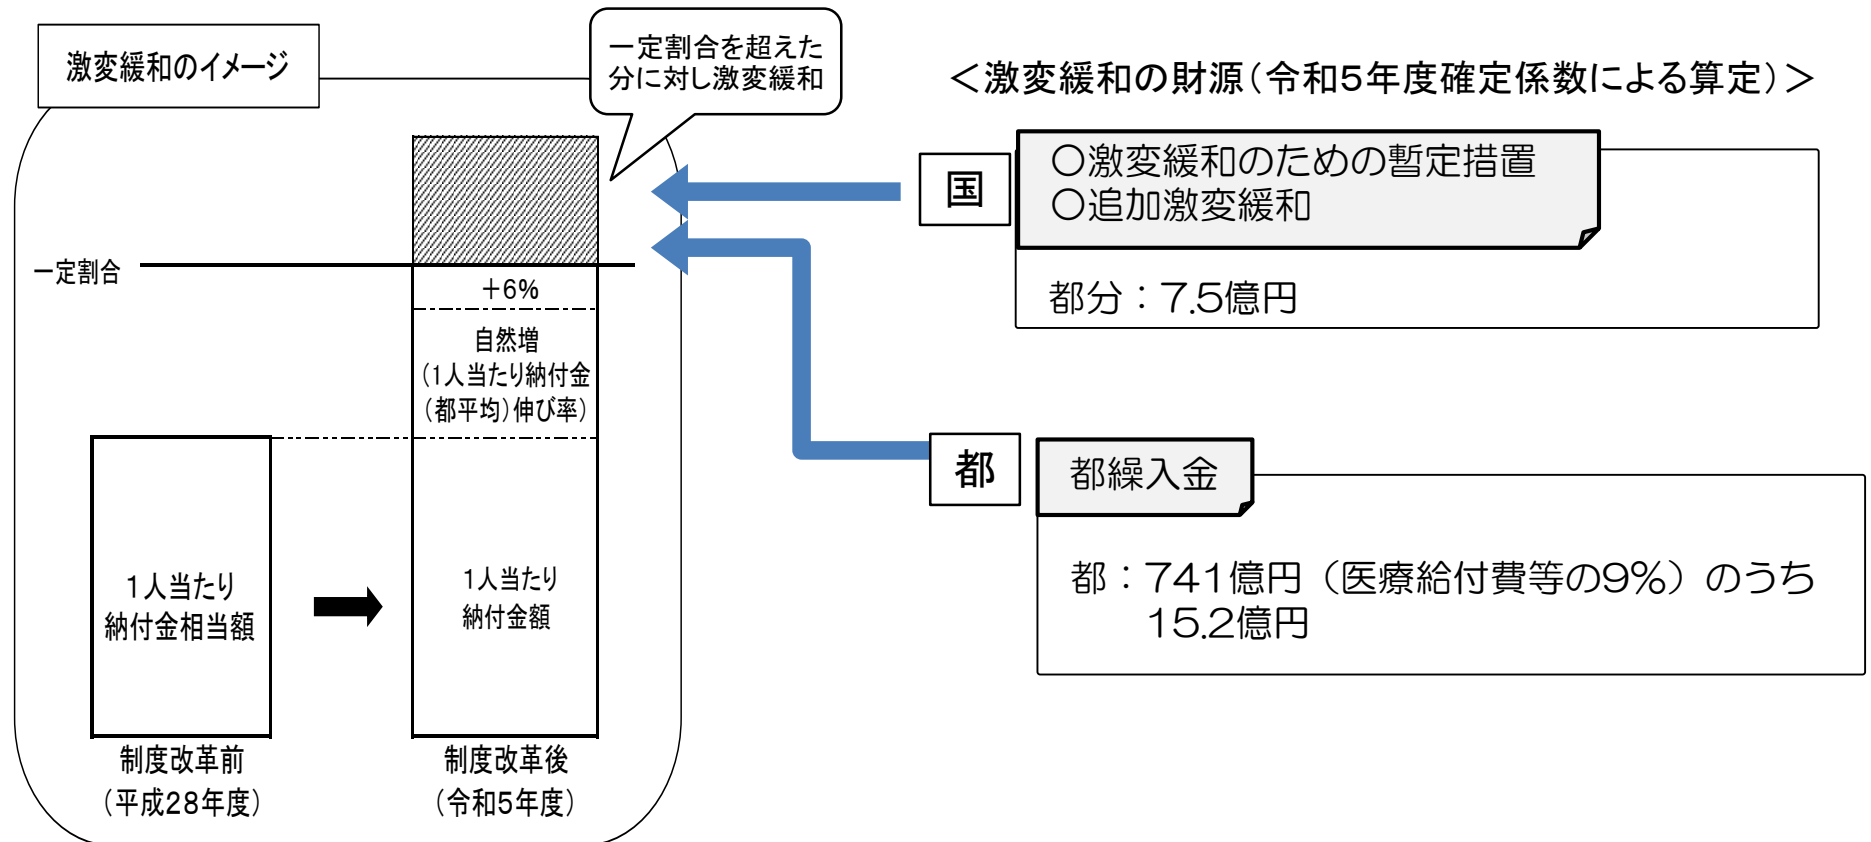 激変緩和のイメージ
一定割合を超えた
分に対し激変緩和
一定割合
+6%
自然増
(1人当たり納付金
(都平均)伸び率)
1人当たり
納付金相当額
1人当たり
納付金額
制度改革前
(平成28年度)
制度改革後
(令和5年度)
<激変緩和の財源(令和5年度確定係数による算定)>
国
○激変緩和のための暫定措置
○追加激変緩和
都分:7.5億円
都
都繰入金
都:741億円(医療給付費等の9%)のうち
15.2億円